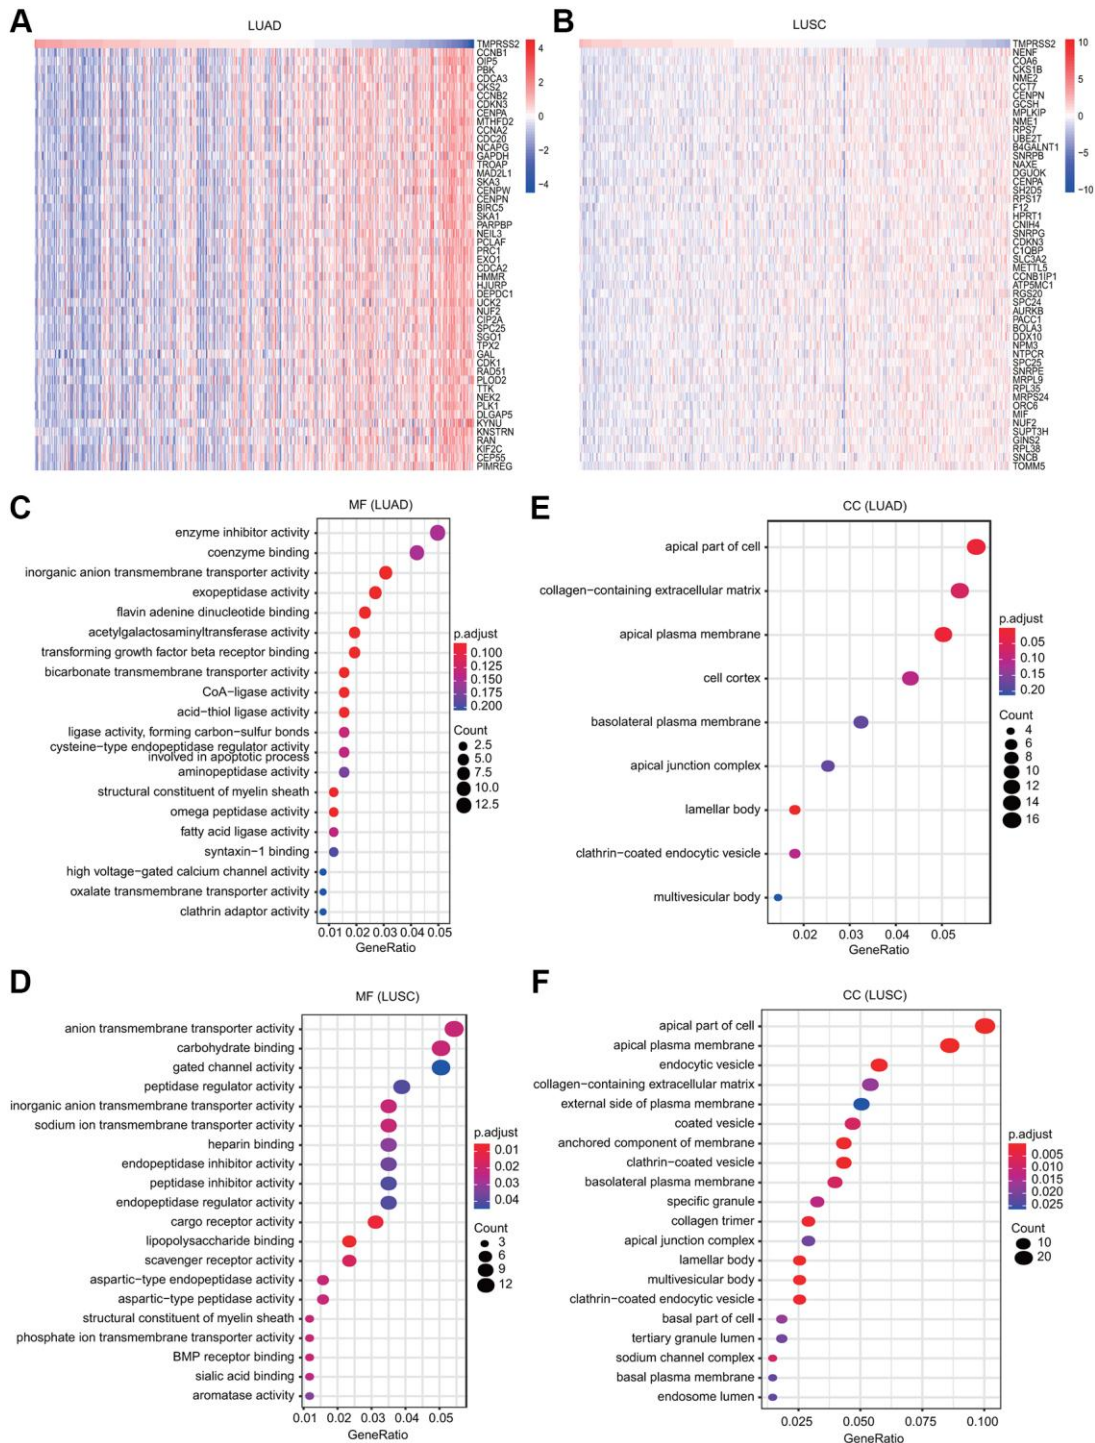 A
LUAD
TMPRSS2
CCNB1
OIP5
PBK
CDCA3
CKS2
CCNB2
CDKN3
CENPA
MTHFD2
CCNA2
CDC20
NCAPG
GAPDH
TROAP
MAD2L1
SKA3
CENPW
CENPN
BIRC5
SKA1
PARPBP
NEIL3
PCLAF
PRC1
EXO1
CDCA2
HMMR
HJURP
DEPDC1
UCK2
NUF2
CIP2A
SPC25
SGO1
TPX2
GAL
CDK1
RAD51
PLOD2
TTK
NEK2
PLK1
DLGAP5
KYNU
KNSTRN
RAN
KIF2C
CEP55
PIMREG
4
2
0
−2
−4
B
LUSC
TMPRSS2
NENF
COA6
CKS1B
NME2
CCT7
CENPN
GCSH
MPLKIP
NME1
RPS7
UBE2T
B4GALNT1
SNRPB
NAXE
DGUOK
CENPA
SH2D5
RPS17
F12
HPRT1
CNIH4
SNRPG
CDKN3
C1QBP
SLC3A2
METTL5
CCNB1IP1
ATP5MC1
RGS20
SPC24
AURKB
PACC1
BOLA3
DDX10
NPM3
NTPCR
SPC25
SNRPE
MRPL9
RPL35
MRPS24
ORC6
MIF
NUF2
SUPT3H
GINS2
RPL38
SNCB
TOMM5
10
5
0
−5
−10
C
MF (LUAD)
enzyme inhibitor activity
coenzyme binding
inorganic anion transmembrane transporter activity
exopeptidase activity
flavin adenine dinucleotide binding
acetylgalactosaminyltransferase activity
transforming growth factor beta receptor binding
bicarbonate transmembrane transporter activity
CoA−ligase activity
acid−thiol ligase activity
ligase activity, forming carbon−sulfur bonds
cysteine−type endopeptidase regulator activity
involved in apoptotic process
aminopeptidase activity
structural constituent of myelin sheath
omega peptidase activity
fatty acid ligase activity
syntaxin−1 binding
high voltage−gated calcium channel activity
oxalate transmembrane transporter activity
clathrin adaptor activity
0.01 0.02 0.03 0.04 0.05
GeneRatio
p.adjust
0.100
0.125
0.150
0.175
0.200
Count
2.5
5.0
7.5
10.0
12.5
E
CC (LUAD)
apical part of cell
collagen−containing extracellular matrix
apical plasma membrane
cell cortex
basolateral plasma membrane
apical junction complex
lamellar body
clathrin−coated endocytic vesicle
multivesicular body
0.02 0.03 0.04 0.05
GeneRatio
p.adjust
0.05
0.10
0.15
0.20
Count
4
6
8
10
12
14
16
D
MF (LUSC)
anion transmembrane transporter activity
carbohydrate binding
gated channel activity
peptidase regulator activity
inorganic anion transmembrane transporter activity
sodium ion transmembrane transporter activity
heparin binding
endopeptidase inhibitor activity
peptidase inhibitor activity
endopeptidase regulator activity
cargo receptor activity
lipopolysaccharide binding
scavenger receptor activity
aspartic−type endopeptidase activity
aspartic−type peptidase activity
structural constituent of myelin sheath
phosphate ion transmembrane transporter activity
BMP receptor binding
sialic acid binding
aromatase activity
0.01 0.02 0.03 0.04 0.05
GeneRatio
p.adjust
0.01
0.02
0.03
0.04
Count
3
6
9
12
F
CC (LUSC)
apical part of cell
apical plasma membrane
endocytic vesicle
collagen−containing extracellular matrix
external side of plasma membrane
coated vesicle
anchored component of membrane
clathrin−coated vesicle
basolateral plasma membrane
specific granule
collagen trimer
apical junction complex
lamellar body
multivesicular body
clathrin−coated endocytic vesicle
basal part of cell
tertiary granule lumen
sodium channel complex
basal plasma membrane
endosome lumen
0.025 0.050 0.075 0.100
GeneRatio
p.adjust
0.005
0.010
0.015
0.020
0.025
Count
10
20